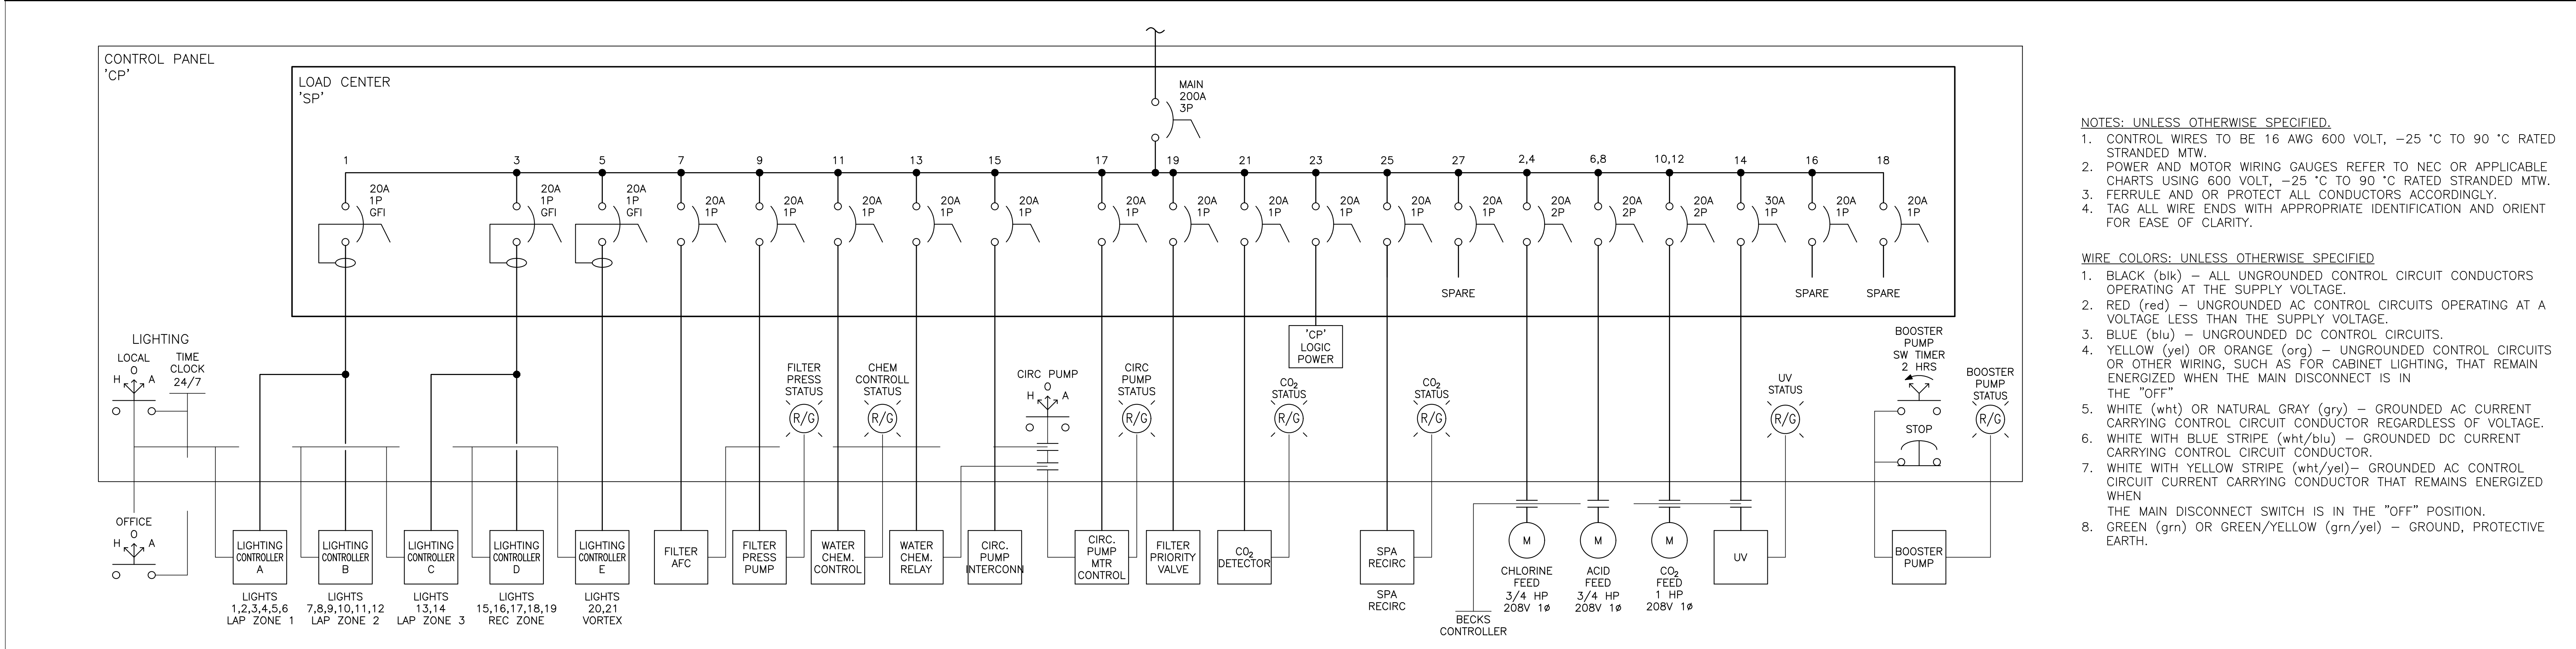 CONTROL PANEL
'CP'
LOAD CENTER
'SP'
MAIN
200A
3P
1
3
5
7
9
11
13
15
17
19
21
23
25
27
2,4
6,8
10,12
14
16
18
20A
1P
GFI
20A
1P
GFI
20A
1P
GFI
20A
1P
20A
1P
20A
1P
20A
1P
20A
1P
20A
1P
20A
1P
20A
1P
20A
1P
20A
1P
20A
1P
20A
2P
20A
2P
20A
2P
30A
1P
20A
1P
20A
1P
SPARE
SPARE
SPARE
'CP'
LOGIC
POWER
LIGHTING
LOCAL
O
H A
TIME
CLOCK
24/7
FILTER
PRESS
STATUS
R/G
CHEM
CONTROLL
STATUS
R/G
CIRC PUMP
O
H A
CIRC
PUMP
STATUS
R/G
CO2
STATUS
R/G
CO2
STATUS
R/G
UV
STATUS
R/G
BOOSTER
PUMP
SW TIMER
2 HRS
STOP
BOOSTER
PUMP
STATUS
R/G
OFFICE
O
H A
LIGHTING
CONTROLLER
A
LIGHTING
CONTROLLER
B
LIGHTING
CONTROLLER
C
LIGHTING
CONTROLLER
D
LIGHTING
CONTROLLER
E
FILTER
AFC
FILTER
PRESS
PUMP
WATER
CHEM.
CONTROL
WATER
CHEM.
RELAY
CIRC.
PUMP
INTERCONN
CIRC.
PUMP
MTR
CONTROL
FILTER
PRIORITY
VALVE
CO2
DETECTOR
SPA
RECIRC
M
M
M
UV
BOOSTER
PUMP
LIGHTS
1,2,3,4,5,6
LAP ZONE 1
LIGHTS
7,8,9,10,11,12
LAP ZONE 2
LIGHTS
13,14
LAP ZONE 3
LIGHTS
15,16,17,18,19
REC ZONE
LIGHTS
20,21
VORTEX
SPA
RECIRC
BECKS
CONTROLLER
CHLORINE
FEED
3/4 HP
208V 1ø
ACID
FEED
3/4 HP
208V 1ø
CO2
FEED
1 HP
208V 1ø
NOTES: UNLESS OTHERWISE SPECIFIED.
1. CONTROL WIRES TO BE 16 AWG 600 VOLT, −25 °C TO 90 °C RATED
STRANDED MTW.
2. POWER AND MOTOR WIRING GAUGES REFER TO NEC OR APPLICABLE
CHARTS USING 600 VOLT, −25 °C TO 90 °C RATED STRANDED MTW.
3. FERRULE AND OR PROTECT ALL CONDUCTORS ACCORDINGLY.
4. TAG ALL WIRE ENDS WITH APPROPRIATE IDENTIFICATION AND ORIENT
FOR EASE OF CLARITY.
WIRE COLORS: UNLESS OTHERWISE SPECIFIED
1. BLACK (blk) − ALL UNGROUNDED CONTROL CIRCUIT CONDUCTORS
OPERATING AT THE SUPPLY VOLTAGE.
2. RED (red) − UNGROUNDED AC CONTROL CIRCUITS OPERATING AT A
VOLTAGE LESS THAN THE SUPPLY VOLTAGE.
3. BLUE (blu) − UNGROUNDED DC CONTROL CIRCUITS.
4. YELLOW (yel) OR ORANGE (org) − UNGROUNDED CONTROL CIRCUITS
OR OTHER WIRING, SUCH AS FOR CABINET LIGHTING, THAT REMAIN
ENERGIZED WHEN THE MAIN DISCONNECT IS IN
THE "OFF"
5. WHITE (wht) OR NATURAL GRAY (gry) − GROUNDED AC CURRENT
CARRYING CONTROL CIRCUIT CONDUCTOR REGARDLESS OF VOLTAGE.
6. WHITE WITH BLUE STRIPE (wht/blu) − GROUNDED DC CURRENT
CARRYING CONTROL CIRCUIT CONDUCTOR.
7. WHITE WITH YELLOW STRIPE (wht/yel)− GROUNDED AC CONTROL
CIRCUIT CURRENT CARRYING CONDUCTOR THAT REMAINS ENERGIZED
WHEN
THE MAIN DISCONNECT SWITCH IS IN THE "OFF" POSITION.
8. GREEN (grn) OR GREEN/YELLOW (grn/yel) − GROUND, PROTECTIVE
EARTH.